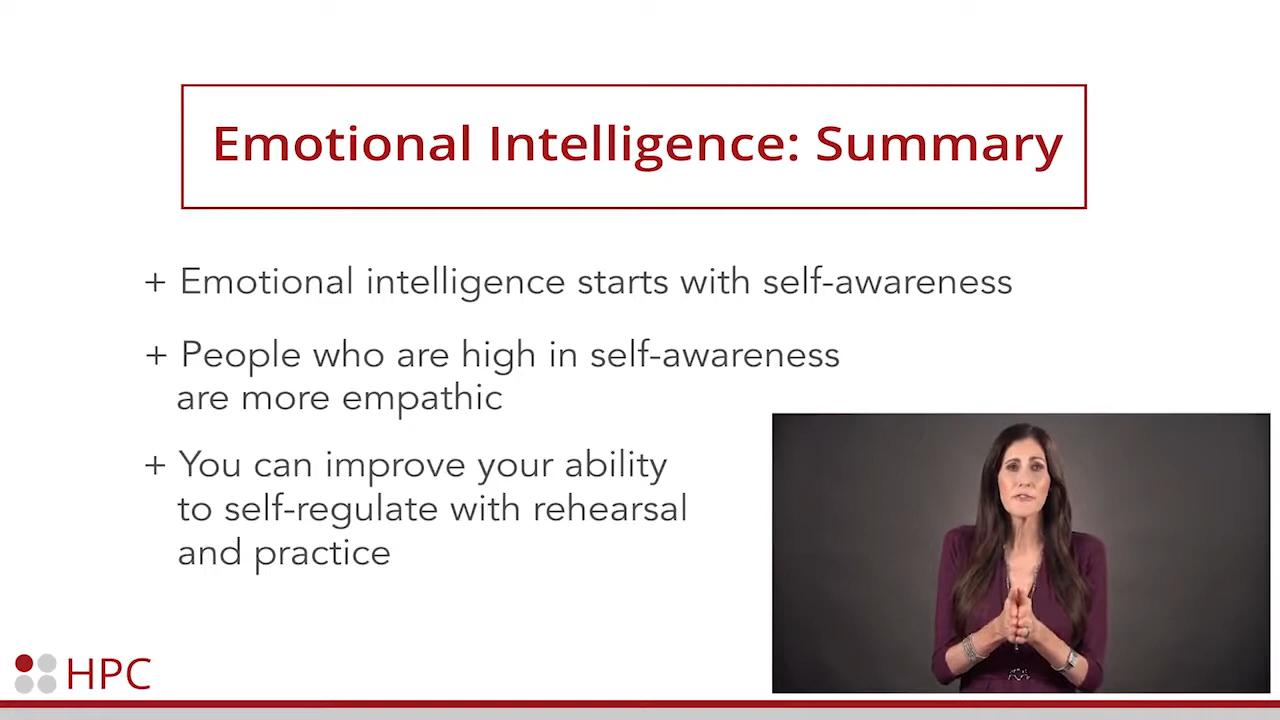 Emotional Intelligence: Summary
+ Emotional intelligence starts with self-awareness
+ People who are high in self-awareness
are more empathic
+ You can improve your ability
to self-regulate with rehearsal
and practice
HPC